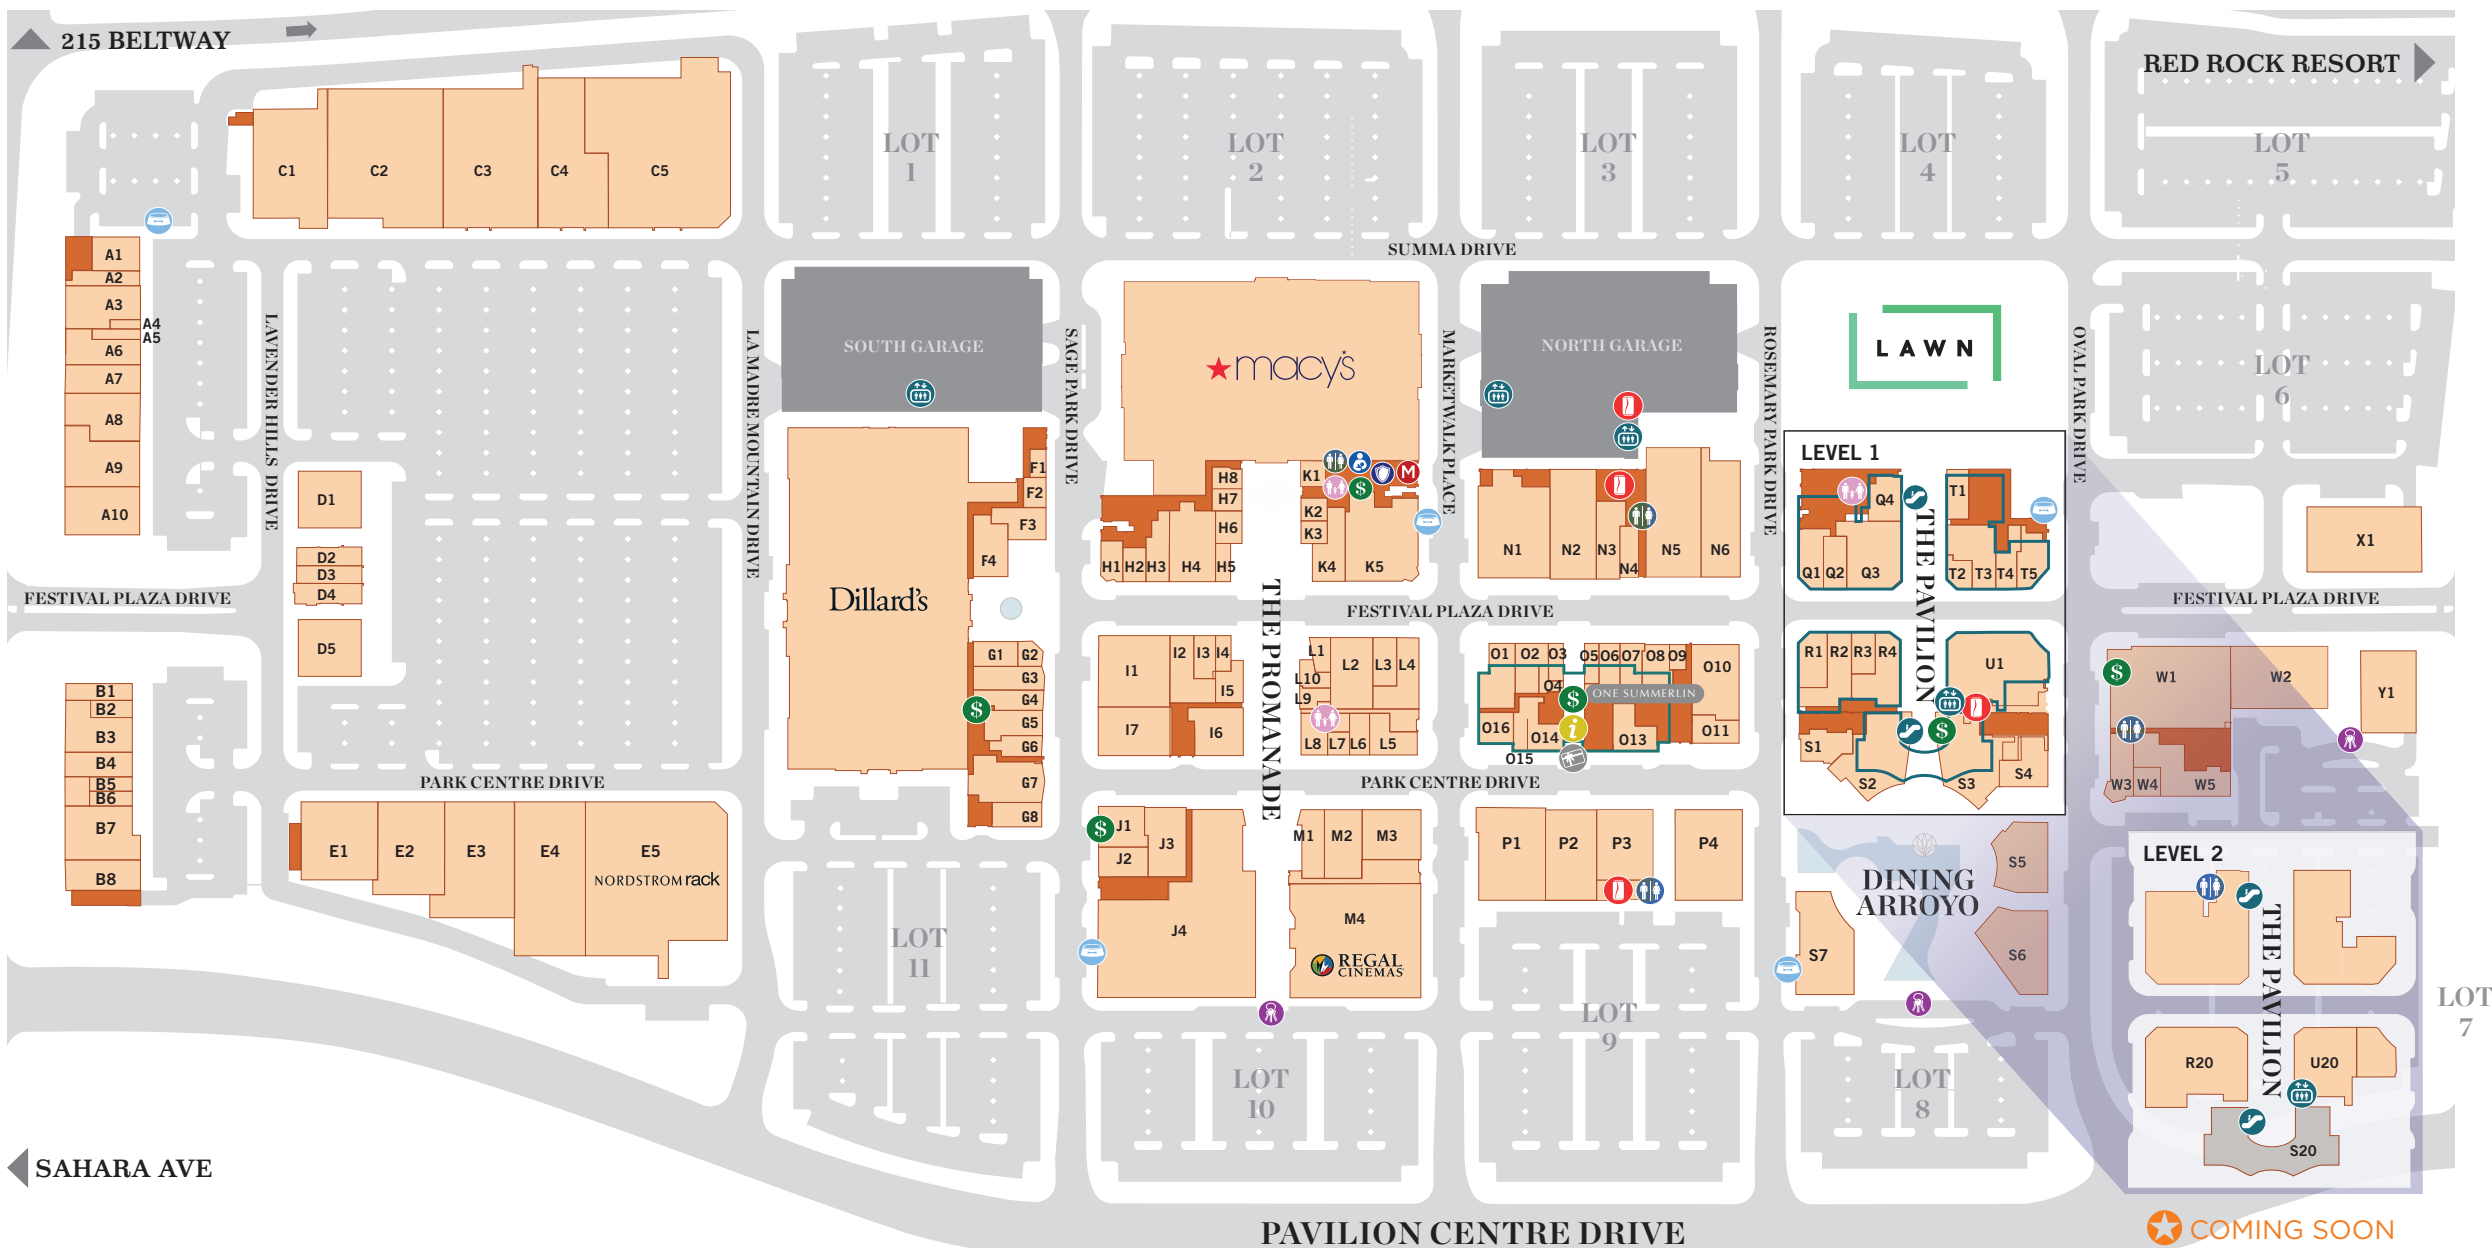 215 BELTWAY
RED ROCK RESORT
LOT
1
LOT
2
LOT
3
LOT
4
LOT
5
C1
C2
C3
C4
C5
SUMMA DRIVE
A1
A2
A3
A4
A5
A6
A7
A8
A9
A10
LAVENDER HILLS DRIVE
LA MADRE MOUNTAIN DRIVE
SOUTH GARAGE
SAGE PARK DRIVE
macy's
MARKETWALK PLACE
NORTH GARAGE
ROSEMARY PARK DRIVE
LAWN
OVAL PARK DRIVE
LOT
6
D1
D2
D3
D4
D5
Dillard's
F1
F2
F3
F4
H8
H7
H6
H1
H2
H3
H4
H5
K1
M
$
K2
K3
K4
K5
N1
N2
N3
N4
N5
N6
LEVEL 1
Q4
Q1
Q2
Q3
THE PAVILION
T1
T2
T3
T4
T5
X1
FESTIVAL PLAZA DRIVE
FESTIVAL PLAZA DRIVE
FESTIVAL PLAZA DRIVE
B1
B2
B3
B4
B5
B6
B7
B8
G1
G2
G3
G4
$
G5
G6
G7
G8
I1
I2
I3
I4
I5
I6
I7
THE PROMANADE
L1
L2
L3
L4
L10
L9
L8
L7
L6
L5
O1
O2
O3
O4
O5
O6
O7
O8
O9
O10
$
ONE SUMMERLIN
i
O16
O14
O13
O11
O15
R1
R2
R3
R4
U1
$
S1
S2
S3
S4
$
W1
W2
W3
W4
W5
Y1
PARK CENTRE DRIVE
PARK CENTRE DRIVE
E1
E2
E3
E4
E5
NORDSTROM rack
$
J1
J2
J3
J4
M1
M2
M3
M4
REGAL
CINEMAS
P1
P2
P3
P4
DINING
ARROYO
S5
S6
S7
LEVEL 2
THE PAVILION
R20
U20
S20
LOT
7
LOT
11
LOT
10
LOT
9
LOT
8
SAHARA AVE
PAVILION CENTRE DRIVE
COMING SOON